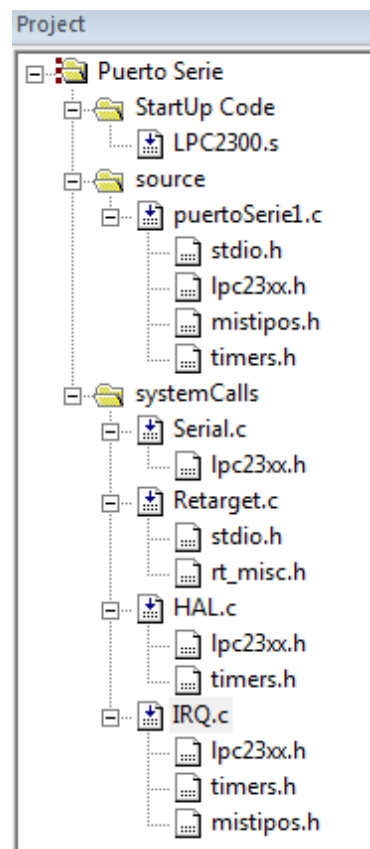 Project
Puerto Serie
StartUp Code
LPC2300.s
source
puertoSerie1.c
stdio.h
lpc23xx.h
mistipos.h
timers.h
systemCalls
Serial.c
lpc23xx.h
Retarget.c
stdio.h
rt_misc.h
HAL.c
lpc23xx.h
timers.h
IRQ.c
lpc23xx.h
timers.h
mistipos.h